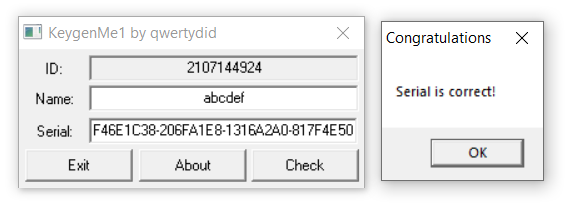 KeygenMe1 by qwertydid
ID: 2107144924
Name: abcdef
Serial: F46E1C38-206FA1E8-1316A2A0-817F4E50
Exit About Check
Congratulations
Serial is correct!
OK